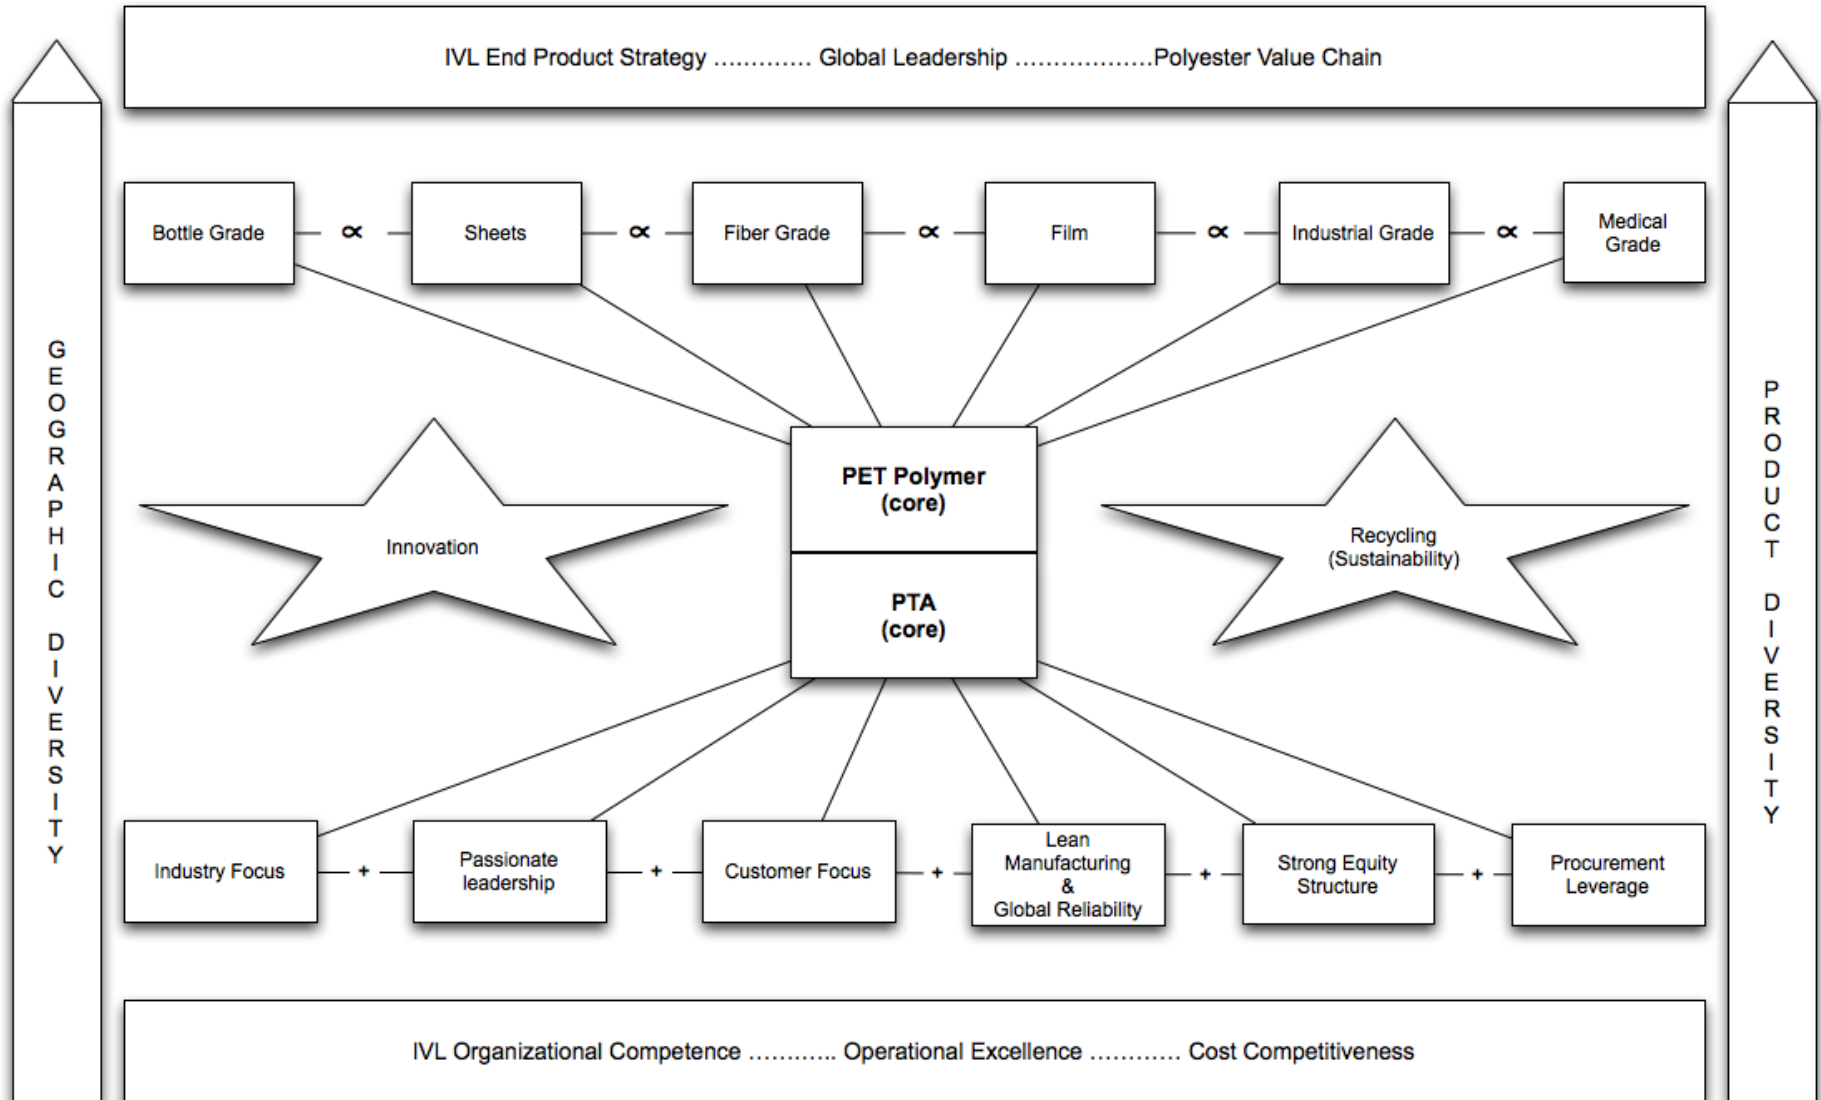 IVL End Product Strategy ............. Global Leadership ..................Polyester Value Chain
Bottle Grade ∝ Sheets ∝ Fiber Grade ∝ Film ∝ Industrial Grade ∝ Medical
Grade
GEOGRAPHIC DIVERSITY
PRODUCT DIVERSITY
PET Polymer
(core)
Innovation
Recycling
(Sustainability)
PTA
(core)
Industry Focus
+
Passionate
leadership
+
Customer Focus
+
Lean
Manufacturing
&
Global Reliability
+
Strong Equity
Structure
+
Procurement
Leverage
IVL Organizational Competence ............ Operational Excellence ............ Cost Competitiveness